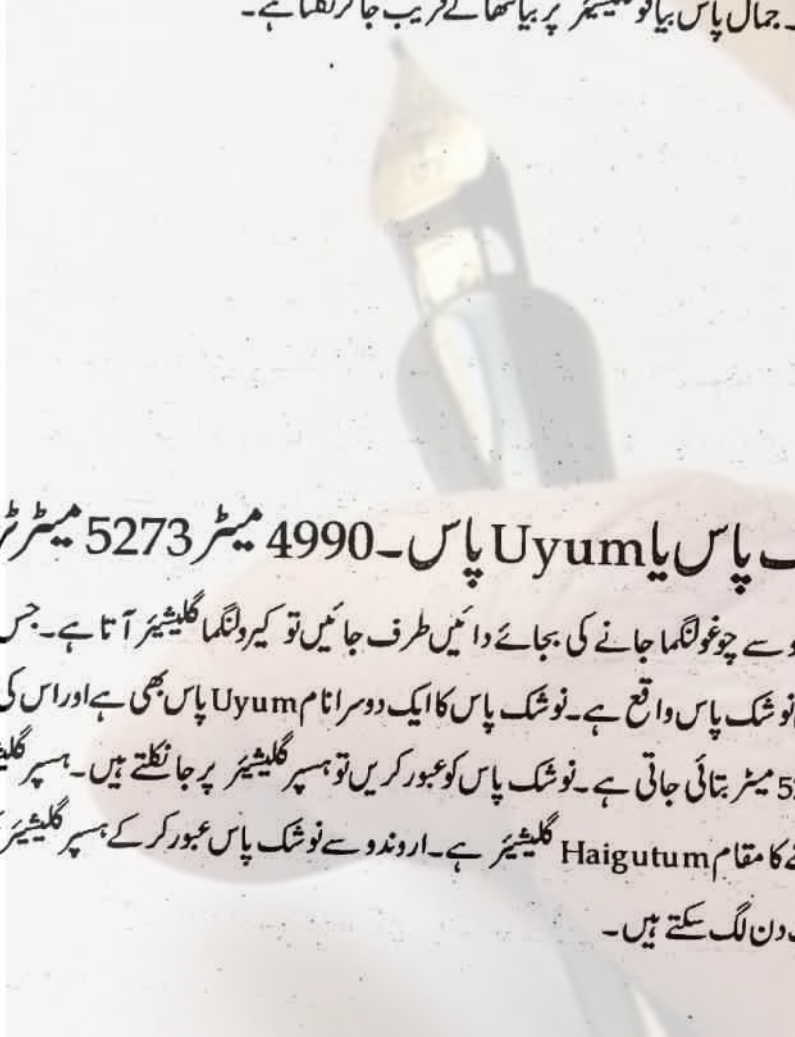 ۔ جمال پاس بیافو گلیشیئر پر بیانتھا کے قریب جا کر نکلتا ہے۔
پاس یا Uyum پاس۔ 4990 میٹر 5273 میٹر
سے چوغولنگما جانے کی بجائے دائیں طرف جائیں تو کیرولنگما گلیشیئر آتا ہے۔ جس
نوشک پاس واقع ہے۔ نوشک پاس کا ایک دوسرا نام Uyum پاس بھی ہے اور اس کی
میٹر بتائی جاتی ہے۔ نوشک پاس کو عبور کریں تو ہسپر گلیشیئر پر جا نکلتے ہیں۔ ہسپر
کا مقام Haigutum گلیشیئر ہے۔ اروندو سے نوشک پاس عبور کر کے ہسپر گلیشیئر
دن لگ سکتے ہیں۔